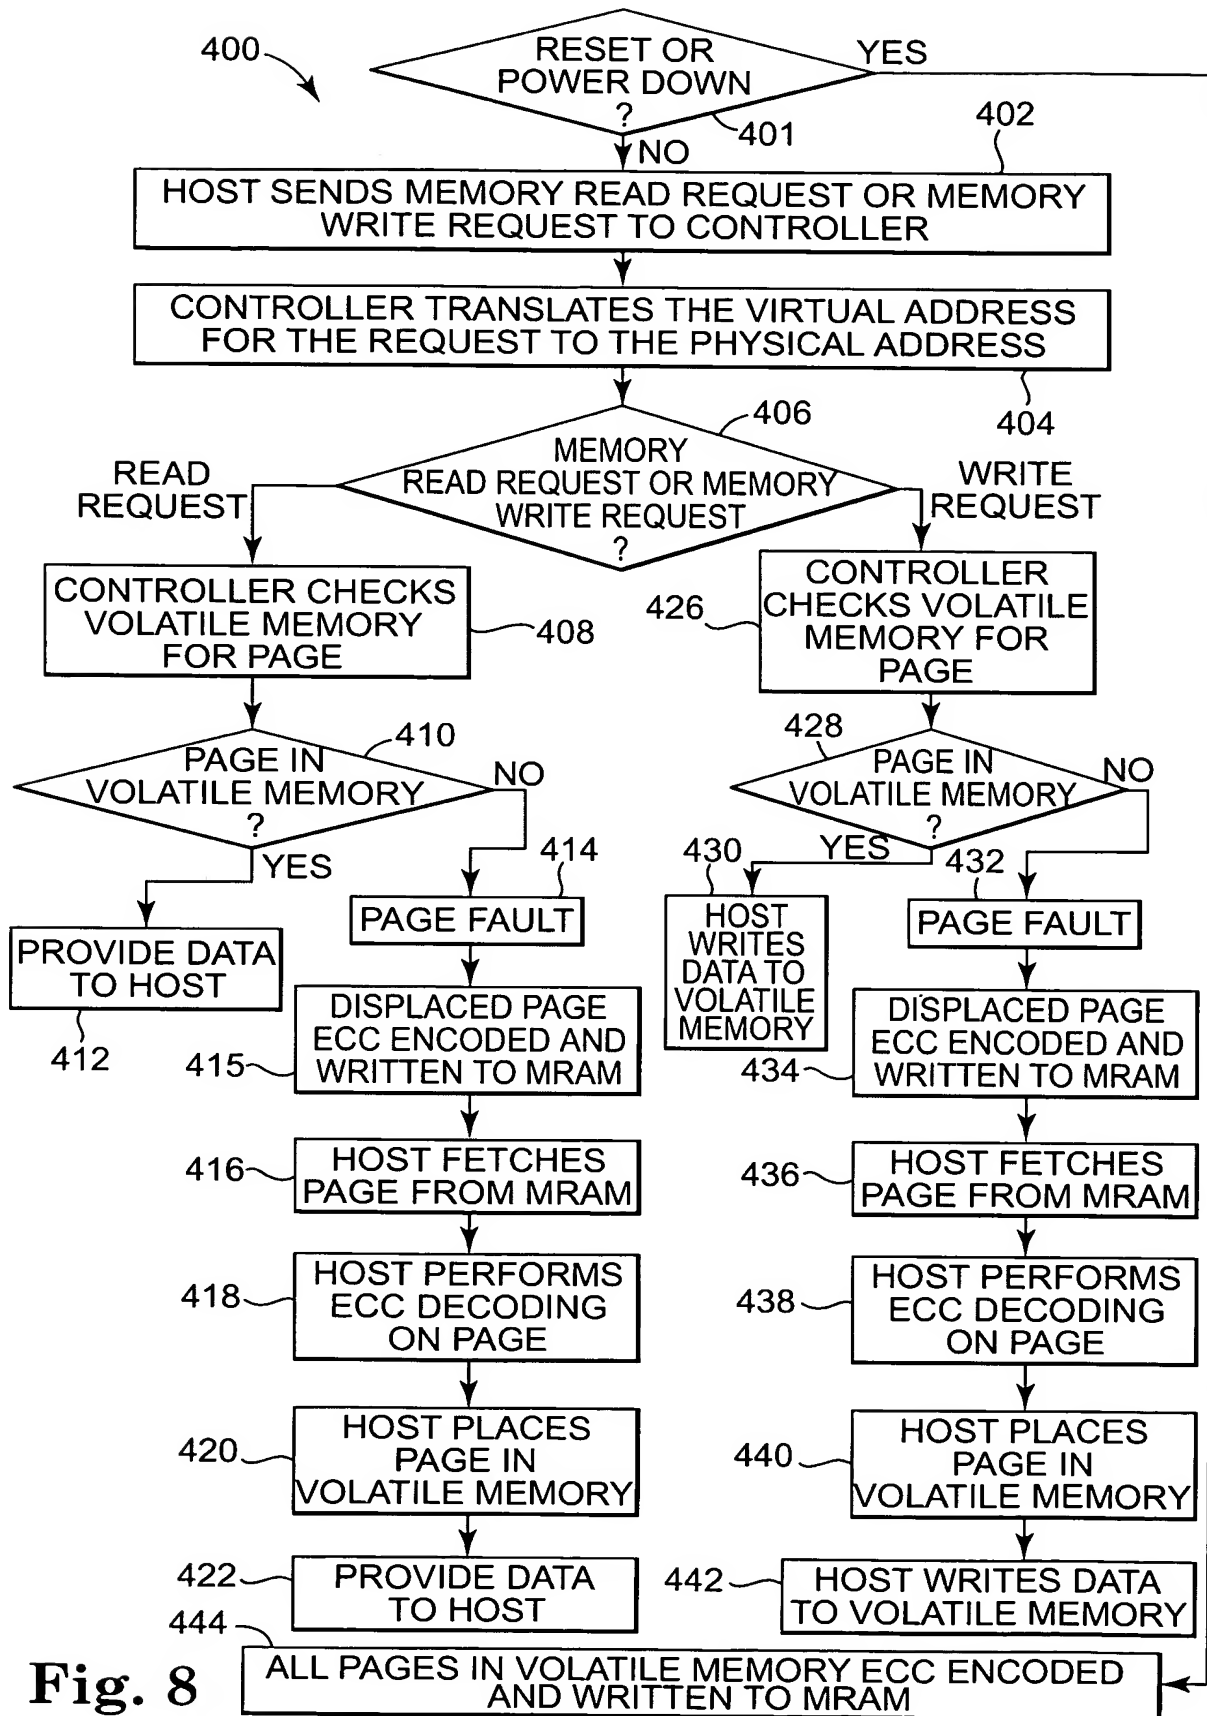 400
RESET OR
POWER DOWN
?
YES
401
NO
402
HOST SENDS MEMORY READ REQUEST OR MEMORY
WRITE REQUEST TO CONTROLLER
CONTROLLER TRANSLATES THE VIRTUAL ADDRESS
FOR THE REQUEST TO THE PHYSICAL ADDRESS
404
406
MEMORY
READ REQUEST OR MEMORY
WRITE REQUEST
?
READ
REQUEST
WRITE
REQUEST
CONTROLLER CHECKS
VOLATILE MEMORY
FOR PAGE
408
410
PAGE IN
VOLATILE MEMORY
?
NO
YES
PROVIDE DATA
TO HOST
412
414
PAGE FAULT
DISPLACED PAGE
ECC ENCODED AND
WRITTEN TO MRAM
415
HOST FETCHES
PAGE FROM MRAM
416
HOST PERFORMS
ECC DECODING
ON PAGE
418
HOST PLACES
PAGE IN
VOLATILE MEMORY
420
PROVIDE DATA
TO HOST
422
CONTROLLER
CHECKS VOLATILE
MEMORY FOR
PAGE
426
428
PAGE IN
VOLATILE MEMORY
?
NO
YES
430
HOST
WRITES
DATA TO
VOLATILE
MEMORY
432
PAGE FAULT
DISPLACED PAGE
ECC ENCODED AND
WRITTEN TO MRAM
434
HOST FETCHES
PAGE FROM MRAM
436
HOST PERFORMS
ECC DECODING
ON PAGE
438
HOST PLACES
PAGE IN
VOLATILE MEMORY
440
HOST WRITES DATA
TO VOLATILE MEMORY
442
444
ALL PAGES IN VOLATILE MEMORY ECC ENCODED
AND WRITTEN TO MRAM
Fig. 8